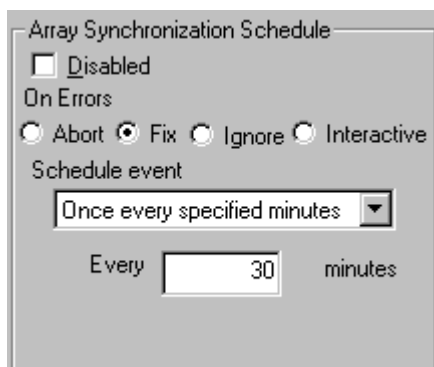 Array Synchronization Schedule
Disabled
On Errors
Abort Fix Ignore Interactive
Schedule event
Once every specified minutes
Every 30 minutes